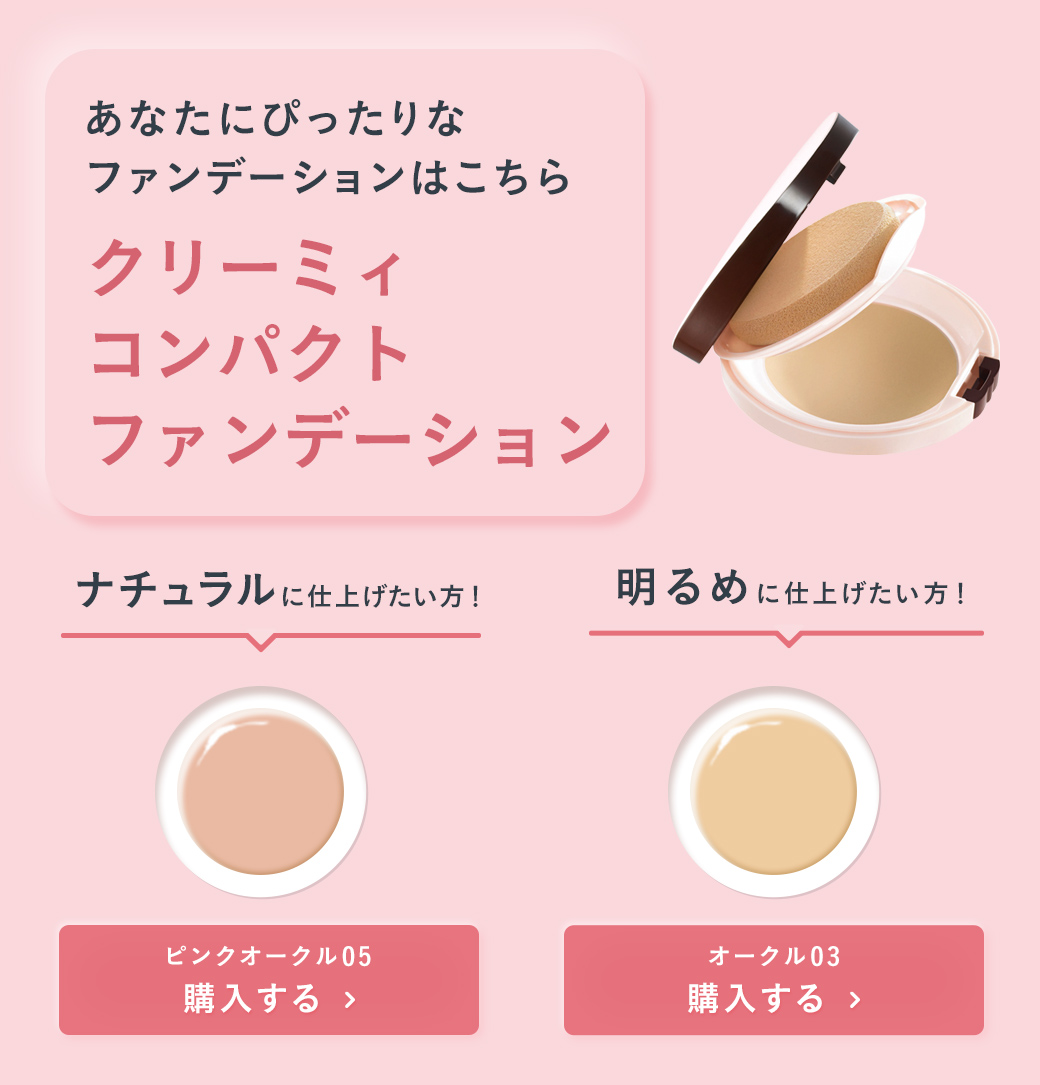 あなたにぴったりな
ファンデーションはこちら
クリーミィ
コンパクト
ファンデーション
ナチュラルに仕上げたい方！
明るめに仕上げたい方！
ピンクオークル05
購入する
オークル03
購入する